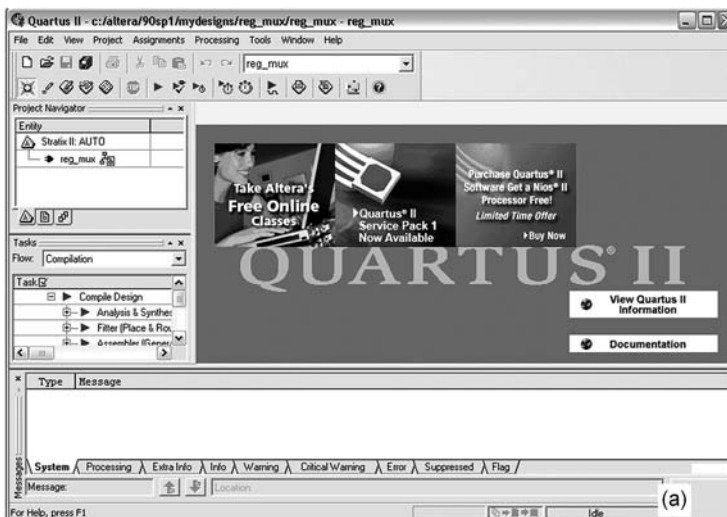 Quartus II - c:/altera/90sp1/mydesigns/reg_mux/reg_mux - reg_mux
File Edit View Project Assignments Processing Tools Window Help
reg_mux
Project Navigator
Entity
Stratix II: AUTO
reg_mux
Take Altera's
Free Online
Classes
Quartus® II
Service Pack 1
Now Available
Purchase Quartus® II
Software Get a Nios® II
Processor Free!
Limited Time Offer
Buy Now
QUARTUS® II
View Quartus II
Information
Documentation
Tasks
Flow: Compilation
Task
Compile Design
Analysis & Synthes
Fitter (Place & Rou
Assembler (Gener
Type Message
System Processing Extra Info Info Warning Critical Warning Error Suppressed Flag
Messages
Message: Location:
(a)
For Help, press F1 Idle